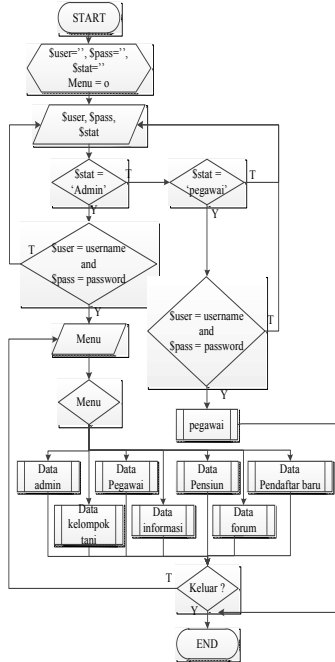 START
$user='', $pass='',
$stat=''
Menu = o
$user, $pass,
$stat
$stat =
'Admin'
T
$stat =
'pegawai'
T
Y
Y
T
$user = username
and
$pass = password
Y
$user = username
and
$pass = password
T
Y
Menu
Menu
pegawai
Data
admin
Data
Pegawai
Data
Pensiun
Data
Pendaftar baru
Data
kelompok
tani
Data
informasi
Data
forum
T
Keluar ?
Y
END